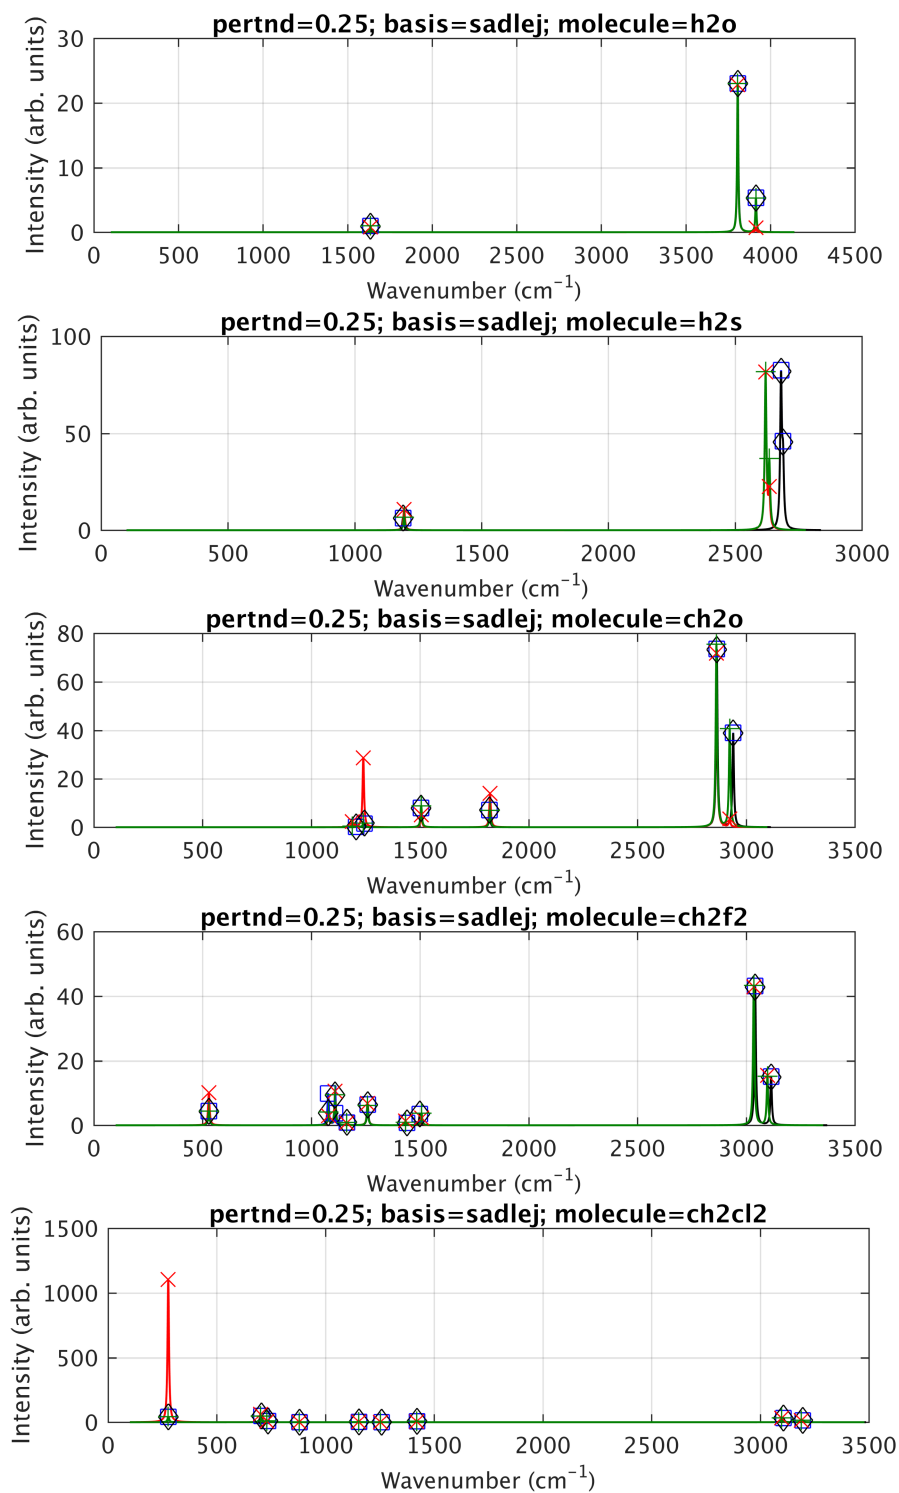 pertnd=0.25; basis=sadlej; molecule=h2o
30
20
10
0
Intensity (arb. units)
0 500 1000 1500 2000 2500 3000 3500 4000 4500
Wavenumber (cm⁻¹)
pertnd=0.25; basis=sadlej; molecule=h2s
100
50
0
Intensity (arb. units)
0 500 1000 1500 2000 2500 3000
Wavenumber (cm⁻¹)
pertnd=0.25; basis=sadlej; molecule=ch2o
80
60
40
20
0
Intensity (arb. units)
0 500 1000 1500 2000 2500 3000 3500
Wavenumber (cm⁻¹)
pertnd=0.25; basis=sadlej; molecule=ch2f2
60
40
20
0
Intensity (arb. units)
0 500 1000 1500 2000 2500 3000 3500
Wavenumber (cm⁻¹)
pertnd=0.25; basis=sadlej; molecule=ch2cl2
1500
1000
500
0
Intensity (arb. units)
0 500 1000 1500 2000 2500 3000 3500
Wavenumber (cm⁻¹)